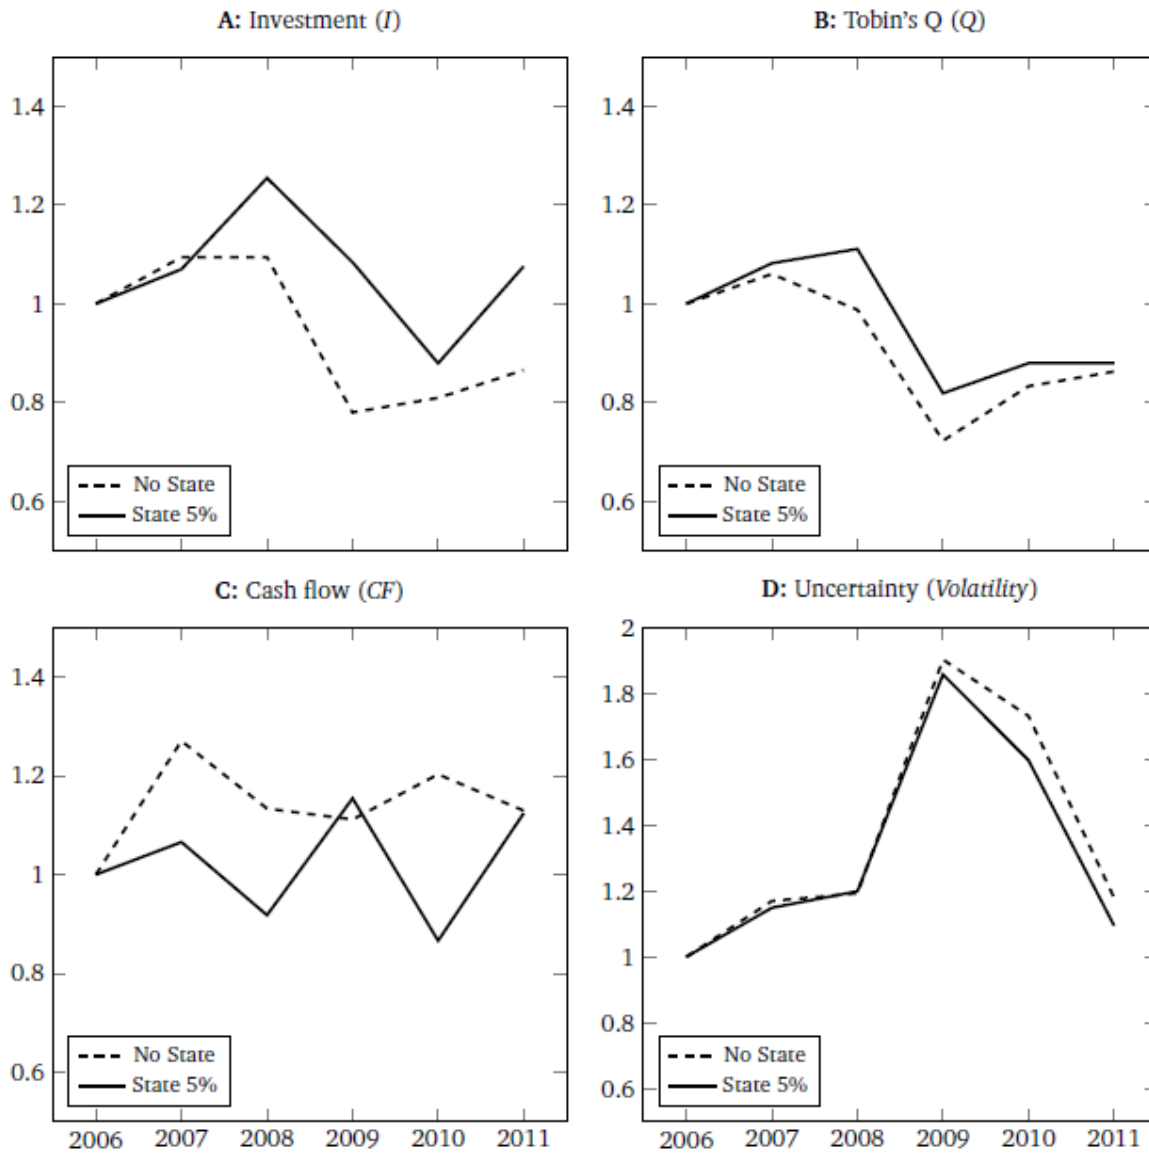 A: Investment (I)
1.4
1.2
1
0.8
0.6
No State
State 5%
B: Tobin's Q (Q)
1.4
1.2
1
0.8
0.6
No State
State 5%
C: Cash flow (CF)
1.4
1.2
1
0.8
0.6
No State
State 5%
2006 2007 2008 2009 2010 2011
D: Uncertainty (Volatility)
2
1.8
1.6
1.4
1.2
1
0.8
0.6
No State
State 5%
2006 2007 2008 2009 2010 2011